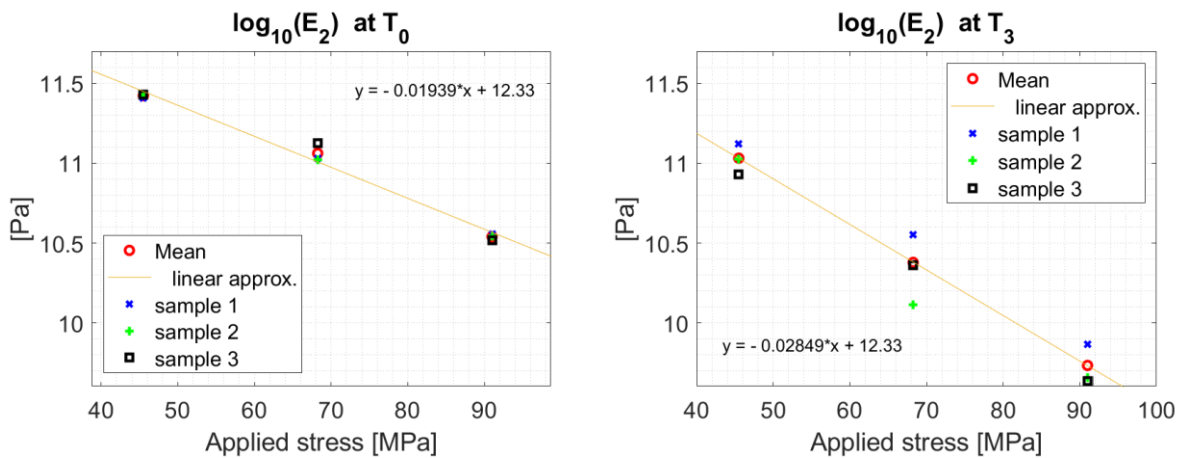 log10(E2) at T0
[Pa]
11.5
11
10.5
10
y = - 0.01939*x + 12.33
Mean
linear approx.
sample 1
sample 2
sample 3
40
50
60
70
80
90
Applied stress [MPa]
log10(E2) at T3
[Pa]
11.5
11
10.5
10
Mean
linear approx.
sample 1
sample 2
sample 3
y = - 0.02849*x + 12.33
40
50
60
70
80
90
100
Applied stress [MPa]